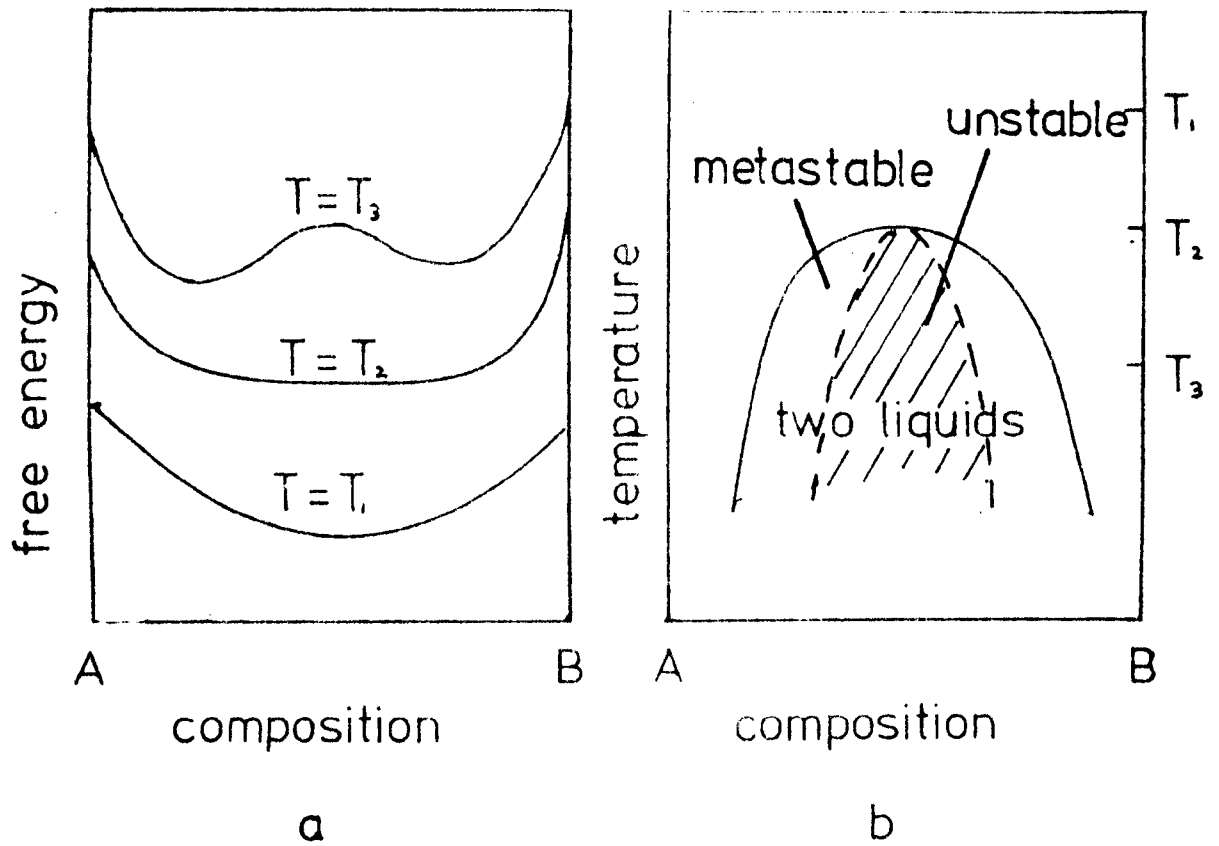 free energy
T = T₃
T = T₂
T = T₁
A
B
composition
a
temperature
metastable
unstable
two liquids
T₁
T₂
T₃
A
B
composition
b